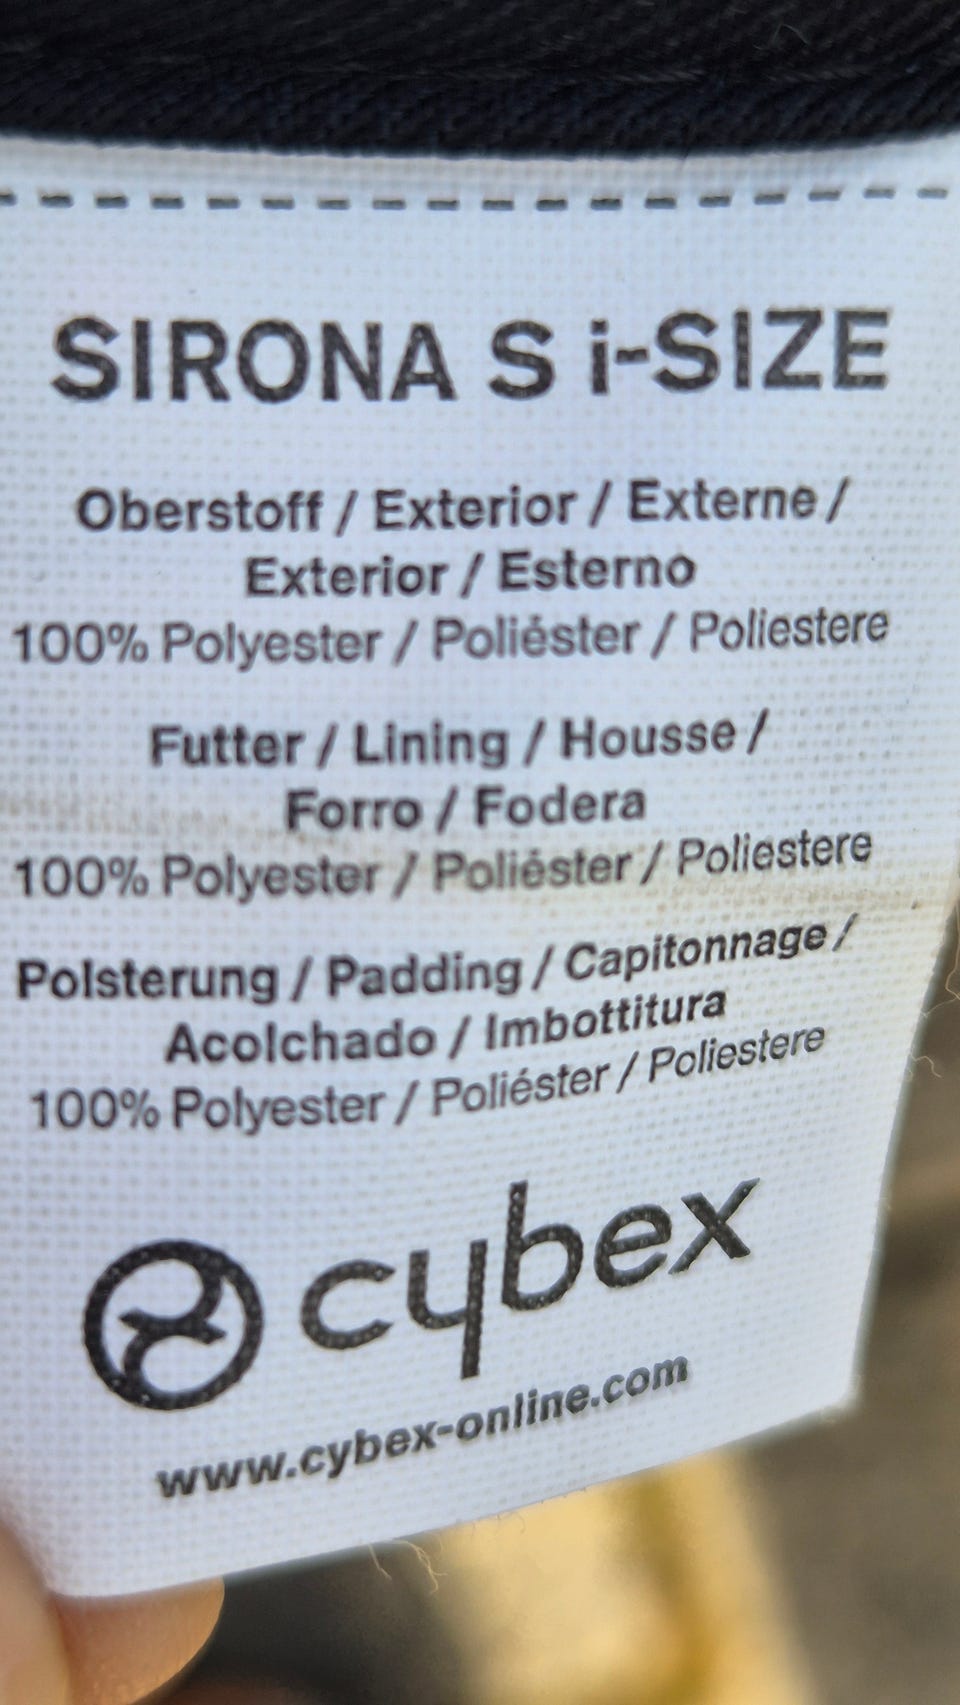 SIRONA S i-SIZE
Oberstoff / Exterior / Externe /
Exterior / Esterno
100% Polyester / Poliéster / Poliestere
Futter / Lining / Housse /
Forro / Fodera
100% Polyester / Poliéster / Poliestere
Polsterung / Padding / Capitonnage /
Acolchado / Imbottitura
100% Polyester / Poliéster / Poliestere
cybex
www.cybex-online.com